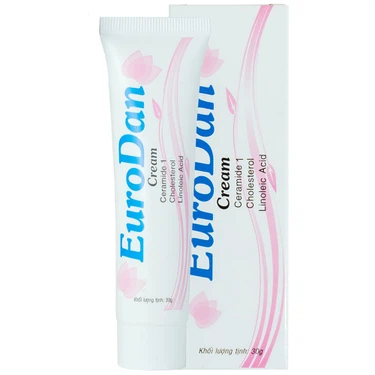 EuroDan
Cream
Ceramide 1
Cholesterol
Linoleic Acid
Khối lượng tịnh: 30g
EuroDan
Cream
Ceramide 1
Cholesterol
Linoleic Acid
Khối lượng tịnh: 30g